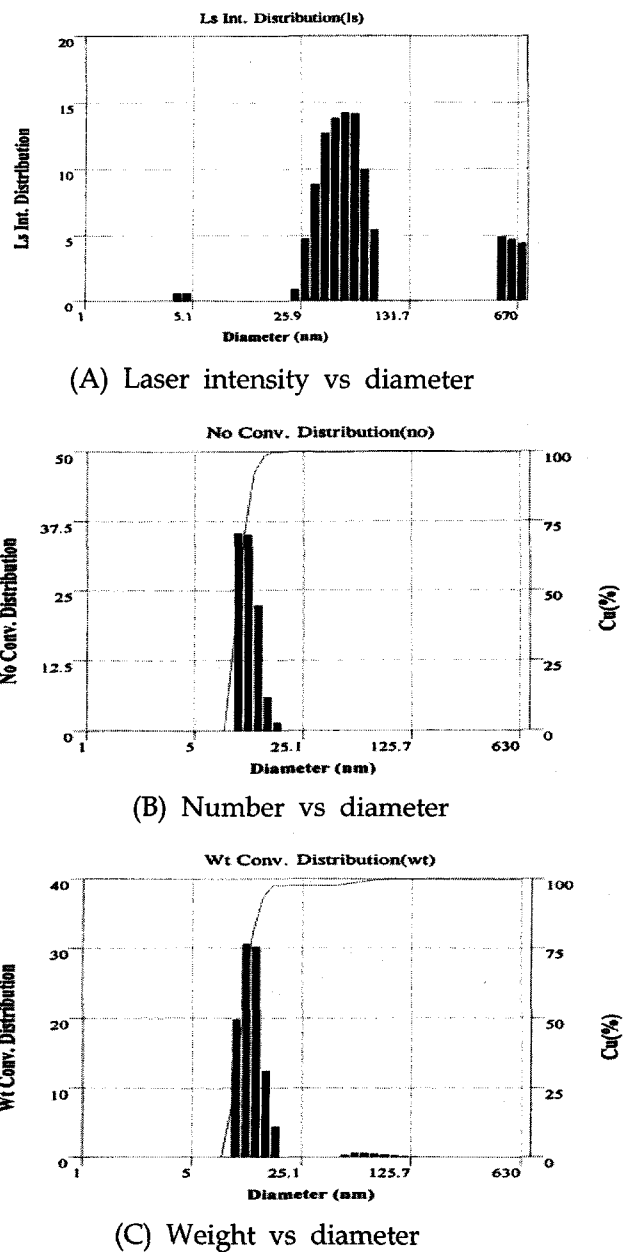 Ls Int. Distribution(ls)
20
15
10
5
0
Ls Int. Distribution
1 5.1 25.9 131.7 670
Diameter (nm)
(A) Laser intensity vs diameter
No Conv. Distribution(no)
50 100
37.5 75
25 50
12.5 25
0 0
No Conv. Distribution
Cu(%)
1 5 25.1 125.7 630
Diameter (nm)
(B) Number vs diameter
Wt Conv. Distribution(wt)
40 100
30 75
20 50
10 25
0 0
Wt Conv. Distribution
Cu(%)
1 5 25.1 125.7 630
Diameter (nm)
(C) Weight vs diameter